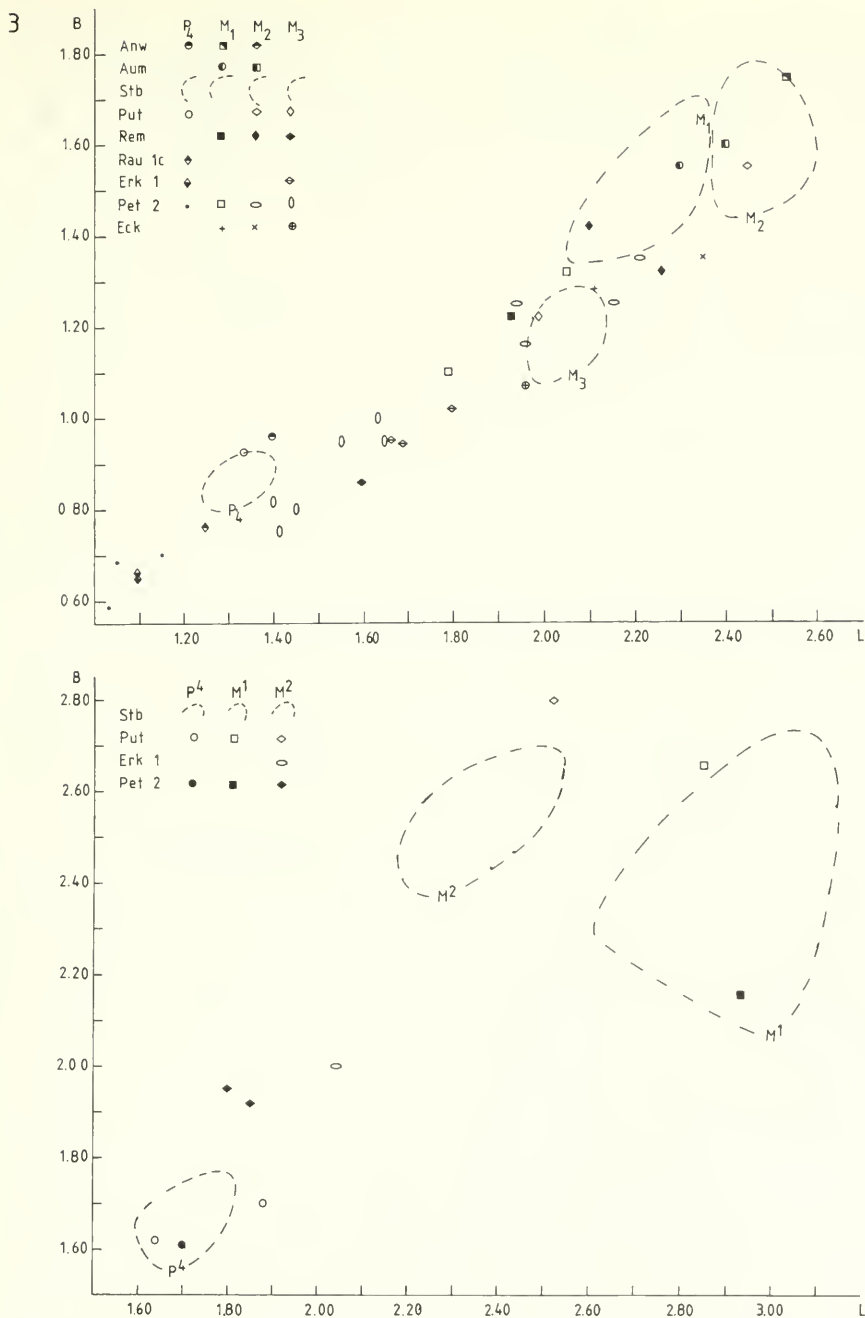 3
B P4 M1 M2 M3
Anw
Aum
Stb
Put
Rem
Rau 1c
Erk 1
Pet 2
Eck
1.80
1.60
1.40
1.20
1.00
0 80
0 60
M1
M2
M3
P4
1.20 1.40 1.60 1.80 2.00 2.20 2.40 2.60 L
B P4 M1 M2
Stb
Put
Erk 1
Pet 2
2.80
2.60
2.40
2.20
2.00
1.80
1.60
M2
M1
P4
1.60 1.80 2.00 2.20 2.40 2.60 2.80 3.00 L